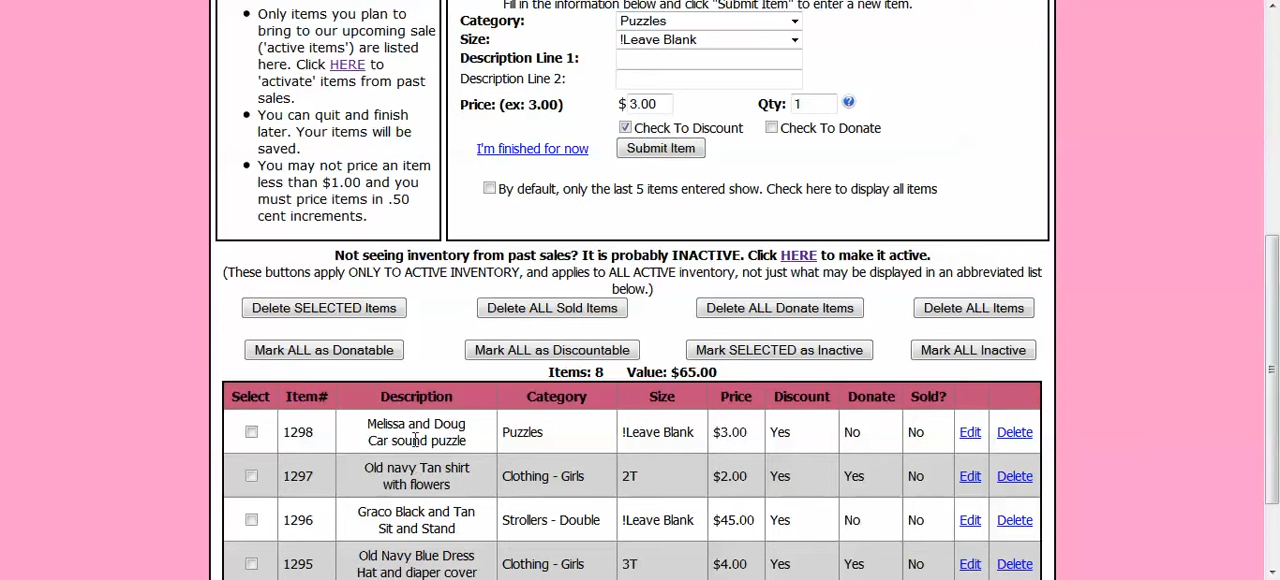 Only items you plan to
bring to our upcoming sale
('active items') are listed
here. Click HERE to
'activate' items from past
sales.
You can quit and finish
later. Your items will be
saved.
You may not price an item
less than $1.00 and you
must price items in .50
cent increments.
Fill in the information below and click "Submit Item" to enter a new item.
Category: Puzzles
Size: !Leave Blank
Description Line 1:
Description Line 2:
Price: (ex: 3.00) $ 3.00 Qty: 1
Check To Discount Check To Donate
I'm finished for now Submit Item
By default, only the last 5 items entered show. Check here to display all items
Not seeing inventory from past sales? It is probably INACTIVE. Click HERE to make it active.
(These buttons apply ONLY TO ACTIVE INVENTORY, and applies to ALL ACTIVE inventory, not just what may be displayed in an abbreviated list
below.)
Delete SELECTED Items Delete ALL Sold Items Delete ALL Donate Items Delete ALL Items
Mark ALL as Donatable Mark ALL as Discountable Mark SELECTED as Inactive Mark ALL Inactive
Items: 8 Value: $65.00
Select Item# Description Category Size Price Discount Donate Sold?
1298 Melissa and Doug Car sound puzzle Puzzles !Leave Blank $3.00 Yes No No Edit Delete
1297 Old navy Tan shirt with flowers Clothing - Girls 2T $2.00 Yes Yes No Edit Delete
1296 Graco Black and Tan Sit and Stand Strollers - Double !Leave Blank $45.00 Yes No No Edit Delete
1295 Old Navy Blue Dress Hat and diaper cover Clothing - Girls 3T $4.00 Yes Yes No Edit Delete